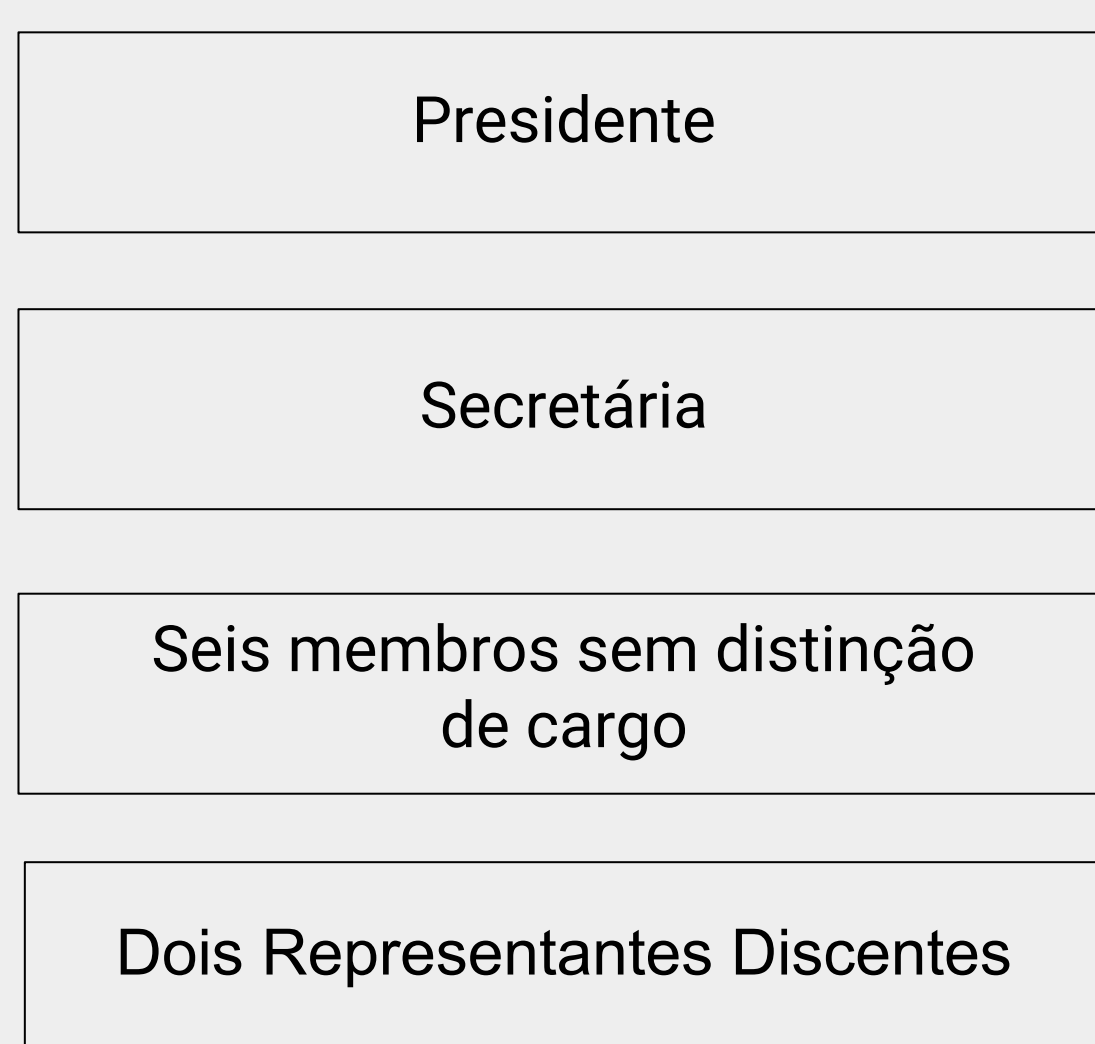 Presidente
Secretária
Seis membros sem distinção
de cargo
Dois Representantes Discentes